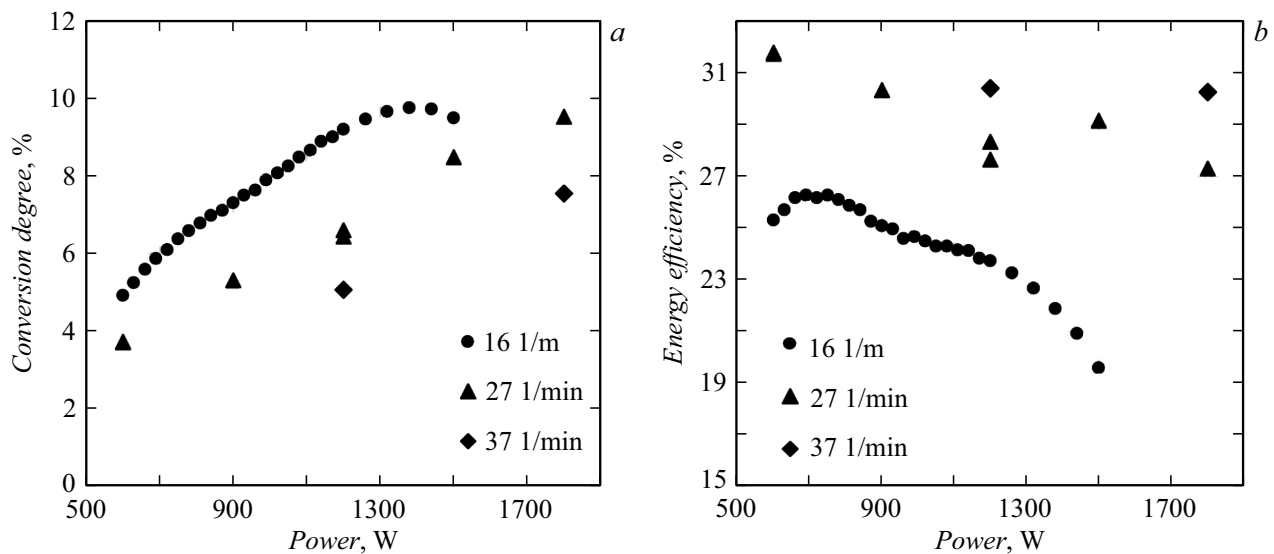 a
Conversion degree, %
12
10
8
6
4
2
0
500
900
1300
1700
Power, W
16 1/m
27 1/min
37 1/min
b
Energy efficiency, %
31
27
23
19
15
500
900
1300
1700
Power, W
16 1/m
27 1/min
37 1/min